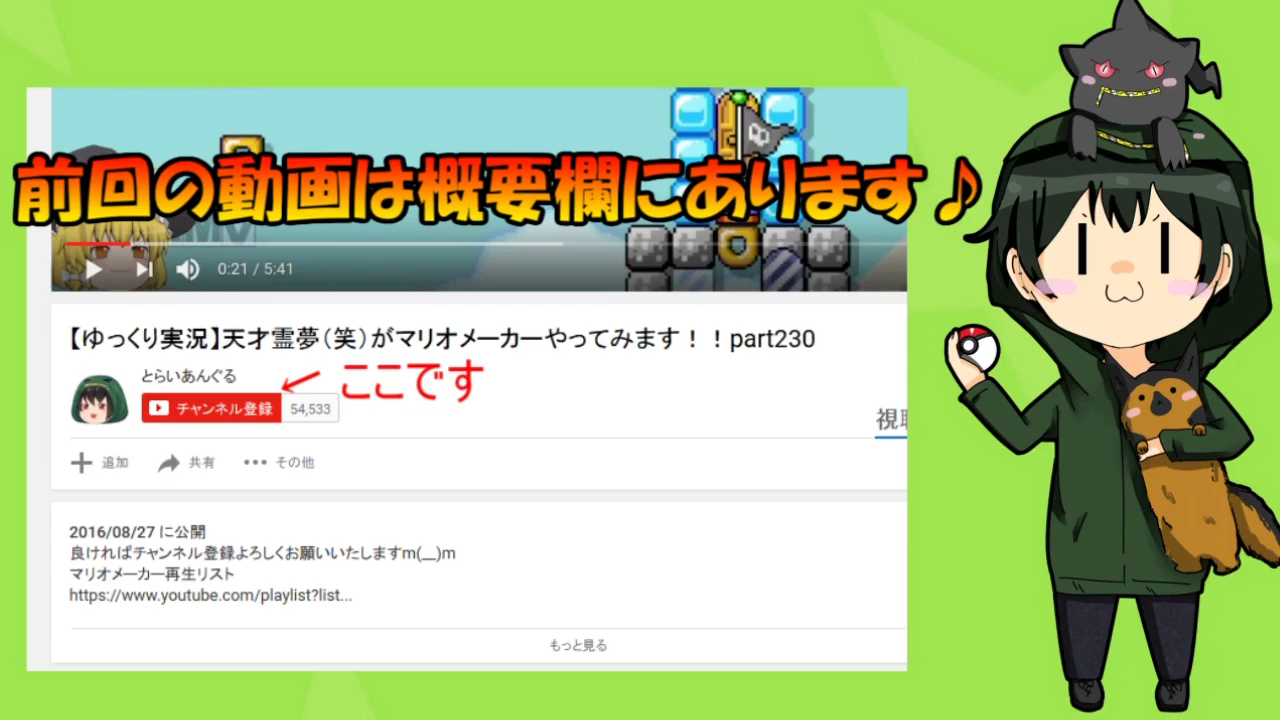 前回の動画は概要欄にあります♪
0:21 / 5:41
【ゆっくり実況】天才霊夢（笑）がマリオメーカーやってみます！！part230
とらいあんぐる
チャンネル登録 54,533
ここです
視聴
追加 共有 その他
2016/08/27 に公開
良ければチャンネル登録よろしくお願いいたしますm(__)m
マリオメーカー再生リスト
https://www.youtube.com/playlist?list...
もっと見る